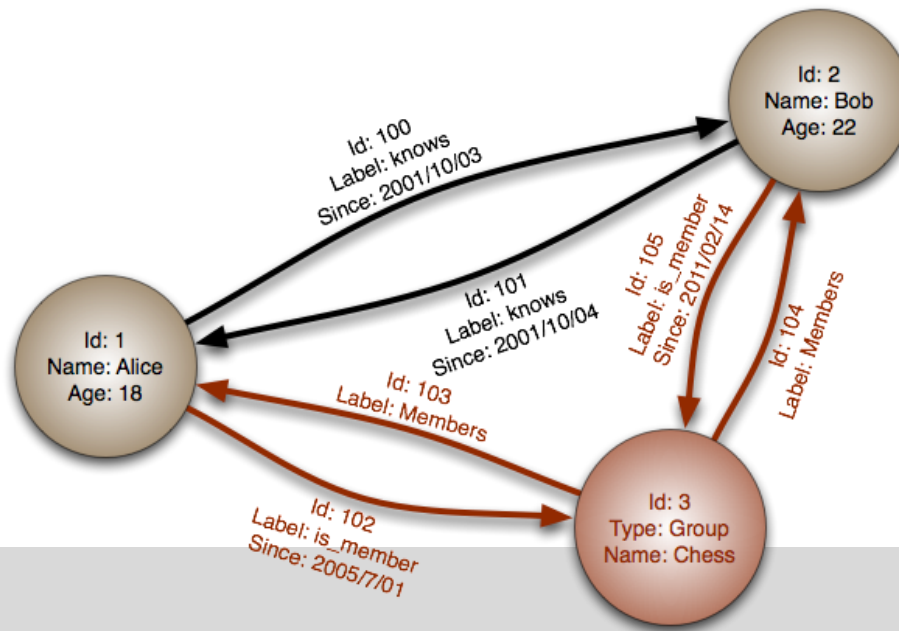 Id: 2
Name: Bob
Age: 22
Id: 100
Label: knows
Since: 2001/10/03
Id: 101
Label: knows
Since: 2001/10/04
Id: 105
Label: is_member
Since: 2011/02/14
Id: 104
Label: Members
Id: 1
Name: Alice
Age: 18
Id: 103
Label: Members
Id: 102
Label: is_member
Since: 2005/7/01
Id: 3
Type: Group
Name: Chess